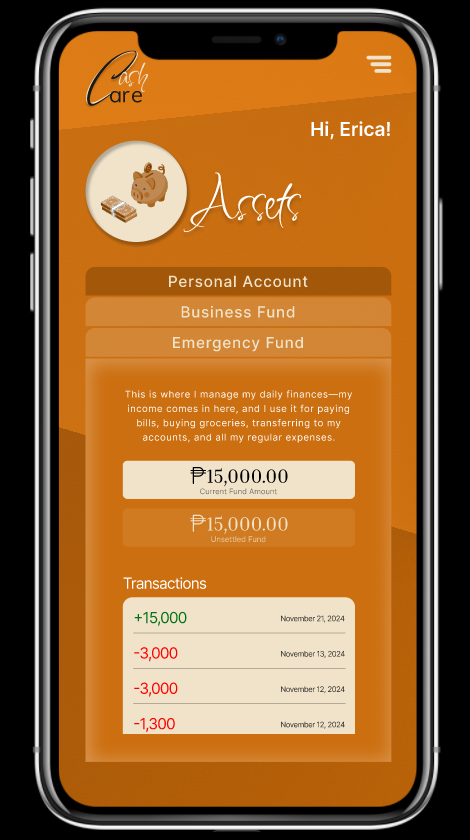 Cash
Care
Hi, Erica!
Assets
Personal Account
Business Fund
Emergency Fund
This is where I manage my daily finances—my
income comes in here, and I use it for paying
bills, buying groceries, transferring to my
accounts, and all my regular expenses.
₱15,000.00
Current Fund Amount
₱15,000.00
Unsettled Fund
Transactions
+15,000 November 21, 2024
-3,000 November 13, 2024
-3,000 November 12, 2024
-1,300 November 12, 2024